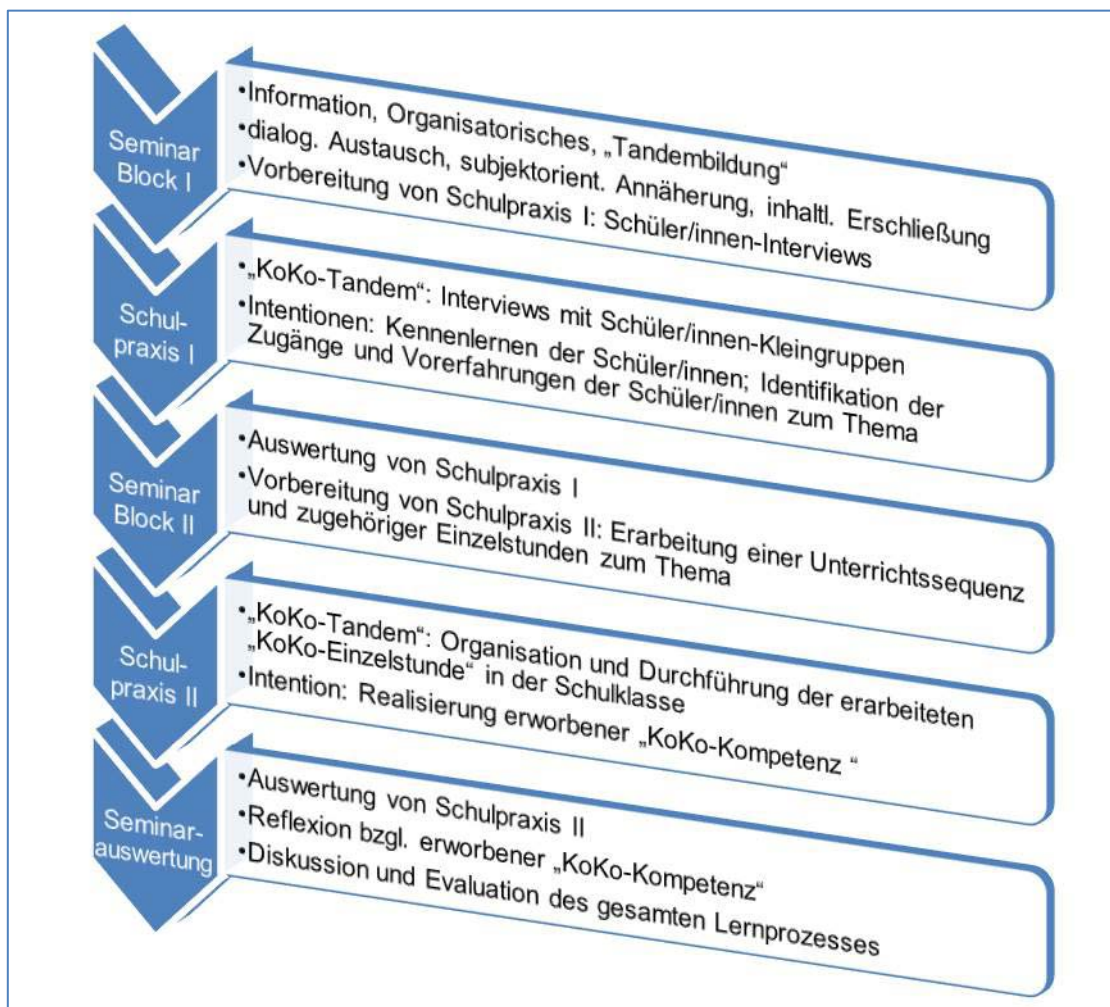 Seminar
Block I
•Information, Organisatorisches, „Tandembildung“
•dialog. Austausch, subjektorient. Annäherung, inhaltl. Erschließung
•Vorbereitung von Schulpraxis I: Schüler/innen-Interviews
Schul-
praxis I
•„KoKo-Tandem“: Interviews mit Schüler/innen-Kleingruppen
•Intentionen: Kennenlernen der Schüler/innen; Identifikation der
Zugänge und Vorerfahrungen der Schüler/innen zum Thema
Seminar
Block II
•Auswertung von Schulpraxis I
•Vorbereitung von Schulpraxis II: Erarbeitung einer Unterrichtssequenz
und zugehöriger Einzelstunden zum Thema
Schul-
praxis II
•„KoKo-Tandem“: Organisation und Durchführung der erarbeiteten
„KoKo-Einzelstunde“ in der Schulklasse
•Intention: Realisierung erworbener „KoKo-Kompetenz “
Seminar-
auswertung
•Auswertung von Schulpraxis II
•Reflexion bzgl. erworbener „KoKo-Kompetenz“
•Diskussion und Evaluation des gesamten Lernprozesses